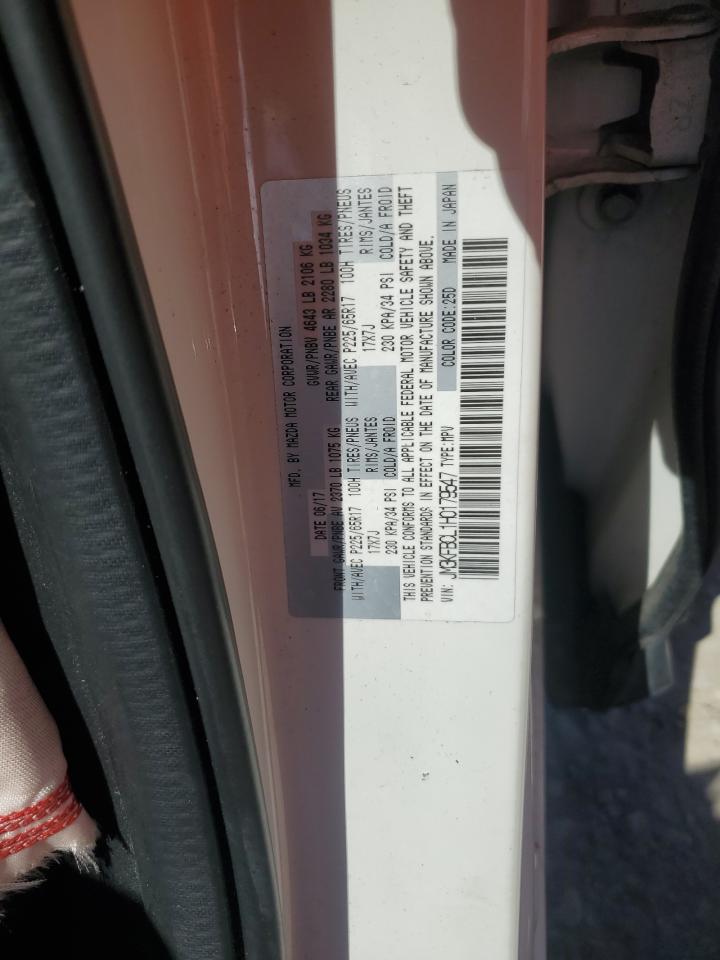 MFD. BY MAZDA MOTOR CORPORATION
DATE 06/17 GVWR/PNBV 4643 LB 2106 KG
FRONT GAWR/PNBE AV 2370 LB 1075 KG REAR GAWR/PNBE AR 2280 LB 1034 KG
WITH/AVEC P225/65R17 100H TIRES/PNEUS WITH/AVEC P225/65R17 100H TIRES/PNEUS
17X7J RIMS/JANTES 17X7J RIMS/JANTES
230 KPA/34 PSI COLD/A FROID 230 KPA/34 PSI COLD/A FROID
THIS VEHICLE CONFORMS TO ALL APPLICABLE FEDERAL MOTOR VEHICLE SAFETY AND THEFT
PREVENTION STANDARDS IN EFFECT ON THE DATE OF MANUFACTURE SHOWN ABOVE.
VIN: JM3KFBCL1H0179547 TYPE:MPV COLOR CODE:25D MADE IN JAPAN